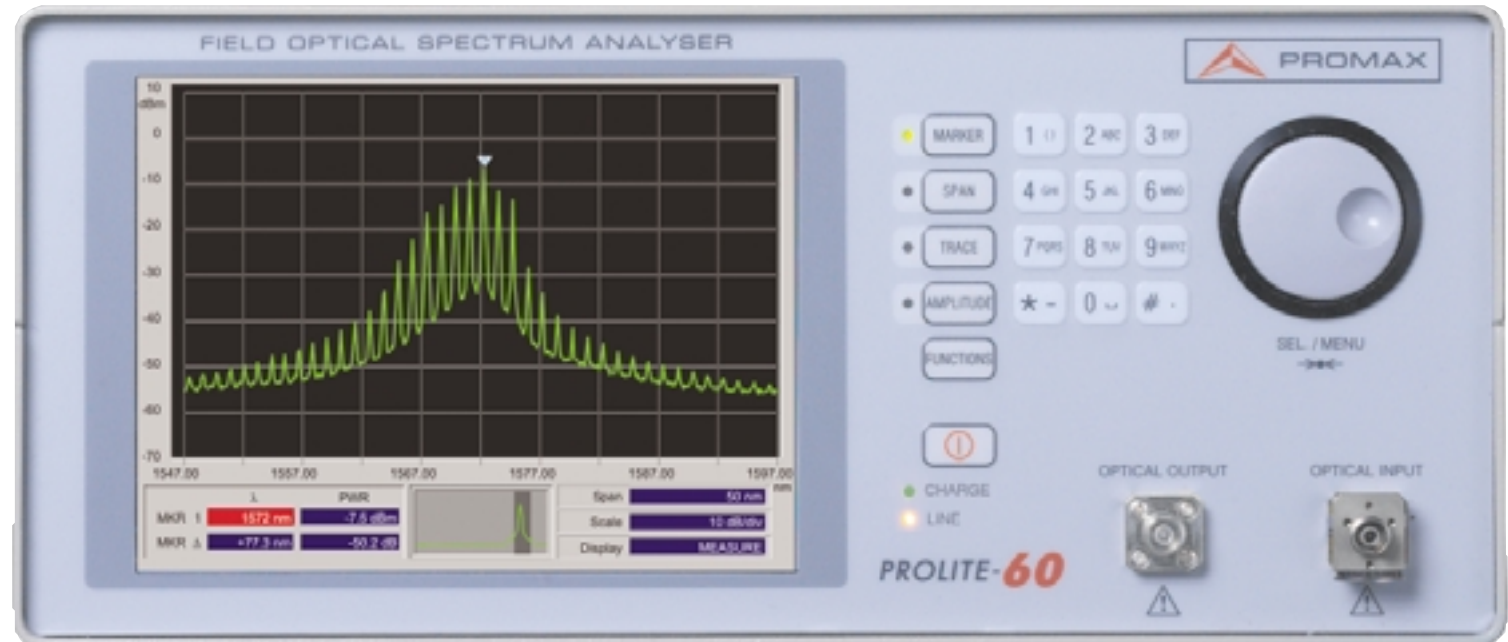 FIELD OPTICAL SPECTRUM ANALYSER
PROMAX
10
dBm
0
-10
-20
-30
-40
-50
-60
-70
1547.00 1557.00 1567.00 1577.00 1587.00 1597.00
nm
λ PWR
MKR 1 1572 nm -7.5 dBm
MKR Δ +77.3 nm -50.2 dB
Span 50 nm
Scale 10 dB/div
Display MEASURE
MARKER
SPAN
TRACE
AMPLITUDE
FUNCTIONS
1 2 ABC 3 DEF
4 GHI 5 JKL 6 MNO
7 PQRS 8 TUV 9 WXYZ
* - 0 #
SEL. / MENU
CHARGE
LINE
PROLITE-60
OPTICAL OUTPUT
OPTICAL INPUT